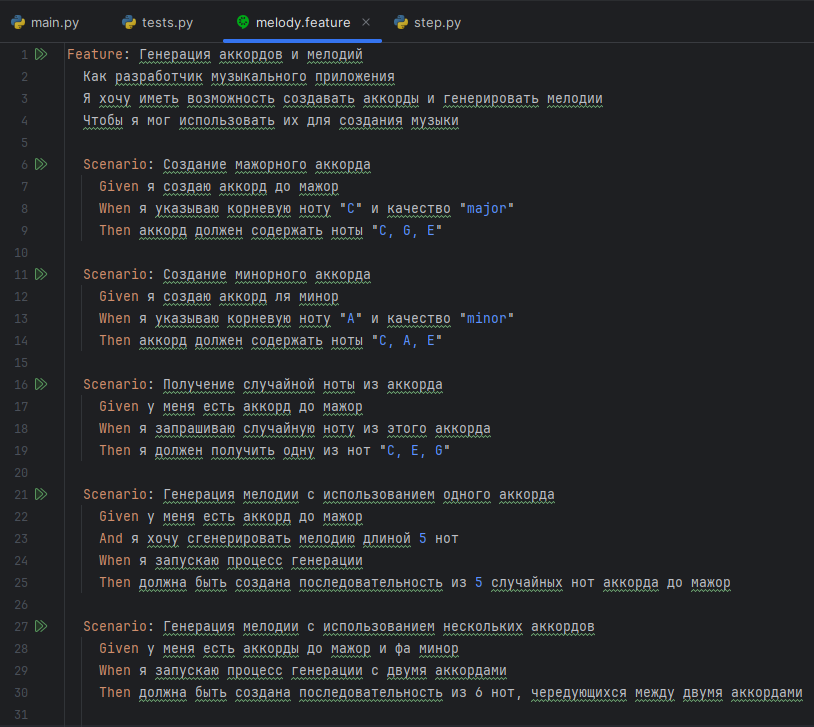 main.py tests.py melody.feature × step.py
1 Feature: Генерация аккордов и мелодий
2 Как разработчик музыкального приложения
3 Я хочу иметь возможность создавать аккорды и генерировать мелодии
4 Чтобы я мог использовать их для создания музыки
5
6 Scenario: Создание мажорного аккорда
7 Given я создаю аккорд до мажор
8 When я указываю корневую ноту "C" и качество "major"
9 Then аккорд должен содержать ноты "C, G, E"
10
11 Scenario: Создание минорного аккорда
12 Given я создаю аккорд ля минор
13 When я указываю корневую ноту "A" и качество "minor"
14 Then аккорд должен содержать ноты "C, A, E"
15
16 Scenario: Получение случайной ноты из аккорда
17 Given у меня есть аккорд до мажор
18 When я запрашиваю случайную ноту из этого аккорда
19 Then я должен получить одну из нот "C, E, G"
20
21 Scenario: Генерация мелодии с использованием одного аккорда
22 Given у меня есть аккорд до мажор
23 And я хочу сгенерировать мелодию длиной 5 нот
24 When я запускаю процесс генерации
25 Then должна быть создана последовательность из 5 случайных нот аккорда до мажор
26
27 Scenario: Генерация мелодии с использованием нескольких аккордов
28 Given у меня есть аккорды до мажор и фа минор
29 When я запускаю процесс генерации с двумя аккордами
30 Then должна быть создана последовательность из 6 нот, чередующихся между двумя аккордами
31